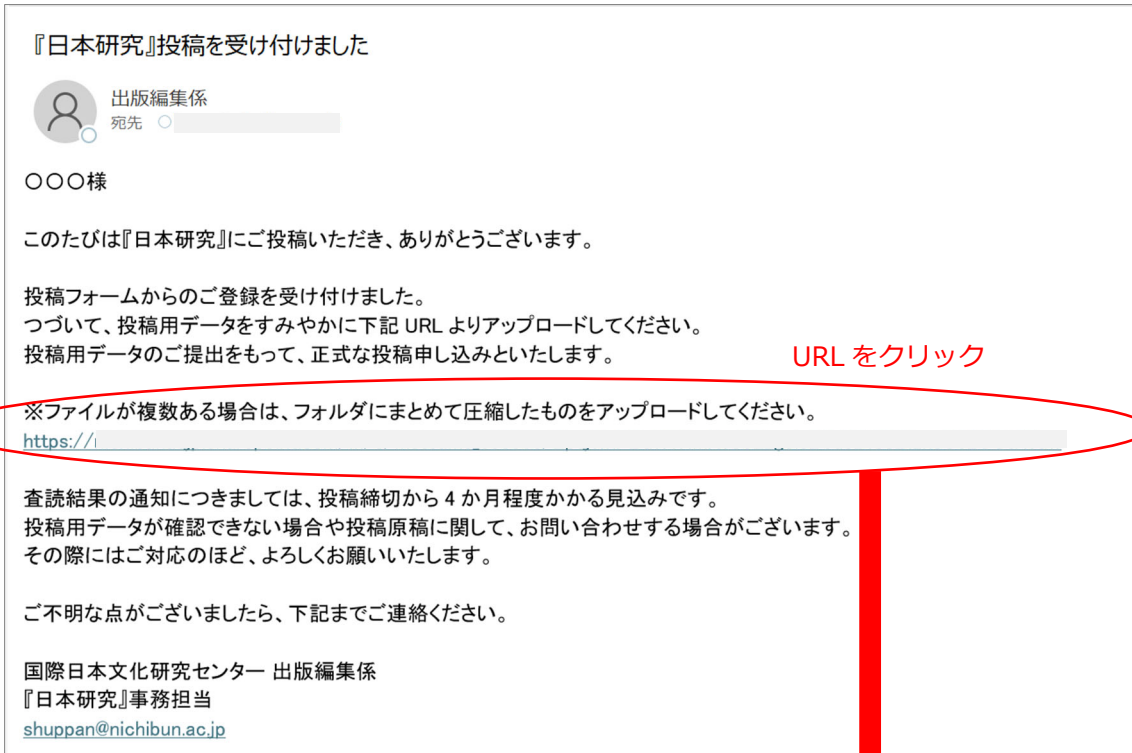 『日本研究』投稿を受け付けました
出版編集係
宛先
〇〇〇様
このたびは『日本研究』にご投稿いただき、ありがとうございます。
投稿フォームからのご登録を受け付けました。
つづいて、投稿用データをすみやかに下記 URL よりアップロードしてください。
投稿用データのご提出をもって、正式な投稿申し込みといたします。
URL をクリック
※ファイルが複数ある場合は、フォルダにまとめて圧縮したものをアップロードしてください。
https://
査読結果の通知につきましては、投稿締切から 4 か月程度かかる見込みです。
投稿用データが確認できない場合や投稿原稿に関して、お問い合わせする場合がございます。
その際にはご対応のほど、よろしくお願いいたします。
ご不明な点がございましたら、下記までご連絡ください。
国際日本文化研究センター 出版編集係
『日本研究』事務担当
shuppan@nichibun.ac.jp